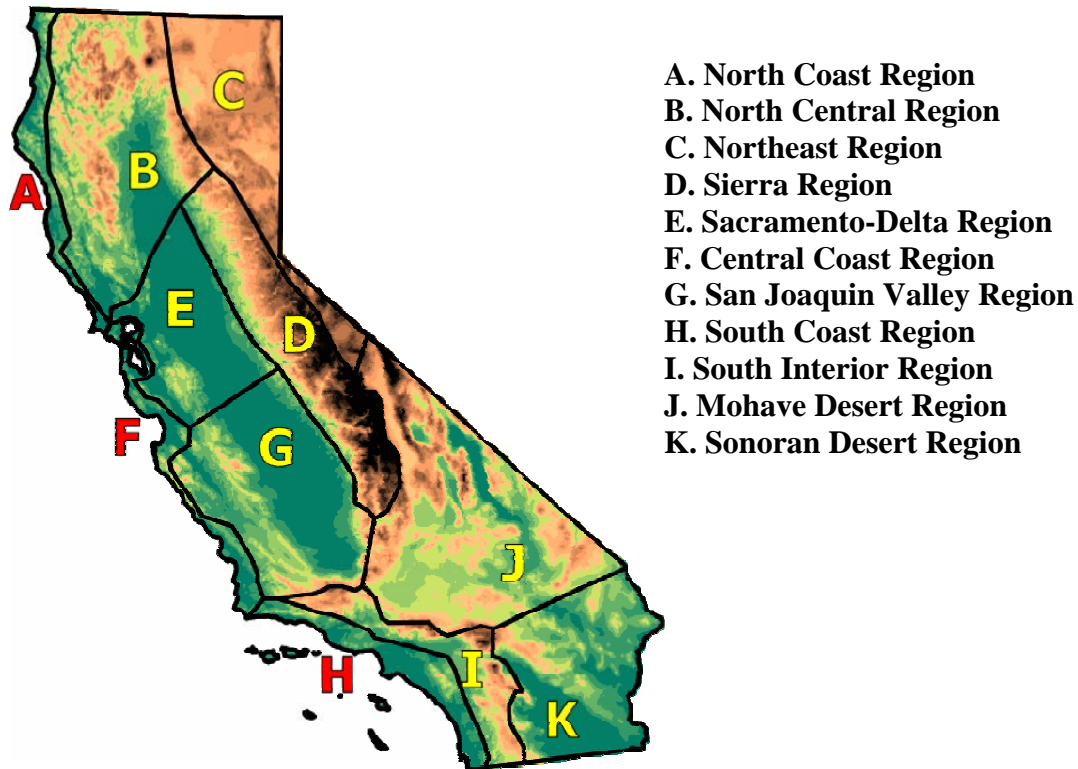 C
B
A
E
D
F
G
J
H
I
K
A. North Coast Region
B. North Central Region
C. Northeast Region
D. Sierra Region
E. Sacramento-Delta Region
F. Central Coast Region
G. San Joaquin Valley Region
H. South Coast Region
I. South Interior Region
J. Mohave Desert Region
K. Sonoran Desert Region